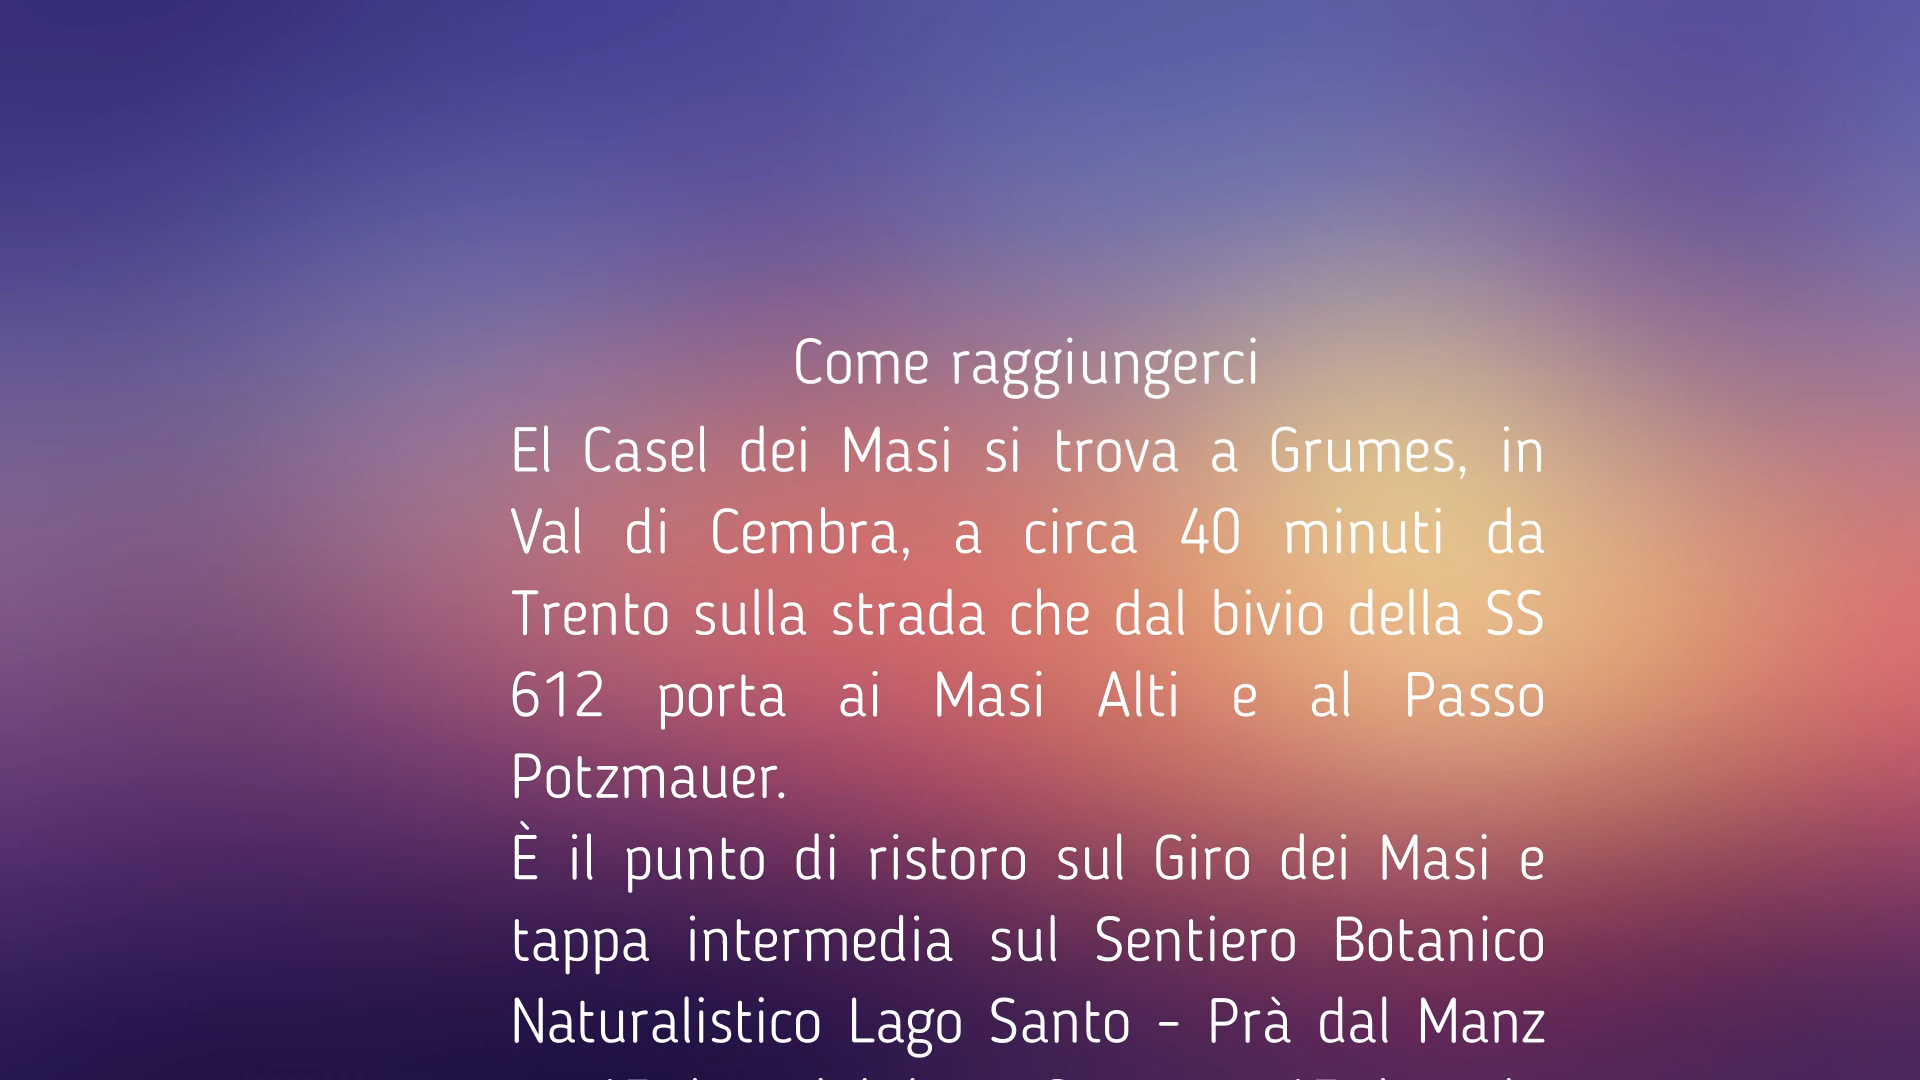 Come raggiungerci
El Casel dei Masi si trova a Grumes, in
Val di Cembra, a circa 40 minuti da
Trento sulla strada che dal bivio della SS
612 porta ai Masi Alti e al Passo
Potzmauer.
È il punto di ristoro sul Giro dei Masi e
tappa intermedia sul Sentiero Botanico
Naturalistico Lago Santo - Prà dal Manz